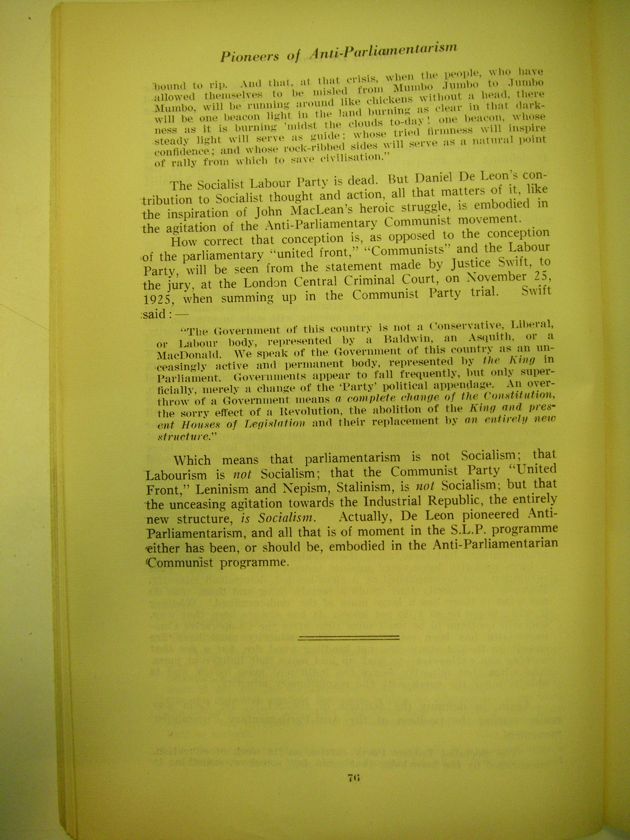 Pioneers of Anti-Parliamentarism
bound to rip. And that, at that crisis, when the people, who have
allowed themselves to be misled from Mumbo Jumbo to Jumbo
Mumbo, will be running around like chickens without a head, there
will be one beacon light in the land burning as clear in that dark-
ness as it is burning 'midst the clouds to-day! one beacon, whose
steady light will serve as guide; whose tried firmness will inspire
confidence; and whose rock-ribbed sides will serve as a natural point
of rally from which to save civilisation."
The Socialist Labour Party is dead. But Daniel De Leon's con-
tribution to Socialist thought and action, all that matters of it, like
the inspiration of John MacLean's heroic struggle, is embodied in
the agitation of the Anti-Parliamentary Communist movement.
How correct that conception is, as opposed to the conception
of the parliamentary "united front," "Communists" and the Labour
Party, will be seen from the statement made by Justice Swift, to
the jury, at the London Central Criminal Court, on November 25,
1925, when summing up in the Communist Party trial. Swift
said:—
"The Government of this country is not a Conservative, Liberal,
or Labour body, represented by a Baldwin, an Asquith, or a
MacDonald. We speak of the Government of this country as an un-
ceasingly active and permanent body, represented by the King in
Parliament. Governments appear to fall frequently, but only super-
ficially, merely a change of the 'Party' political appendage. An over-
throw of a Government means a complete change of the Constitution,
the sorry effect of a Revolution, the abolition of the King and pres-
ent Houses of Legislation and their replacement by an entirely new
structure."
Which means that parliamentarism is not Socialism; that
Labourism is not Socialism; that the Communist Party "United
Front," Leninism and Nepism, Stalinism, is not Socialism; but that
the unceasing agitation towards the Industrial Republic, the entirely
new structure, is Socialism. Actually, De Leon pioneered Anti-
Parliamentarism, and all that is of moment in the S.L.P. programme
either has been, or should be, embodied in the Anti-Parliamentarian
Communist programme.
76